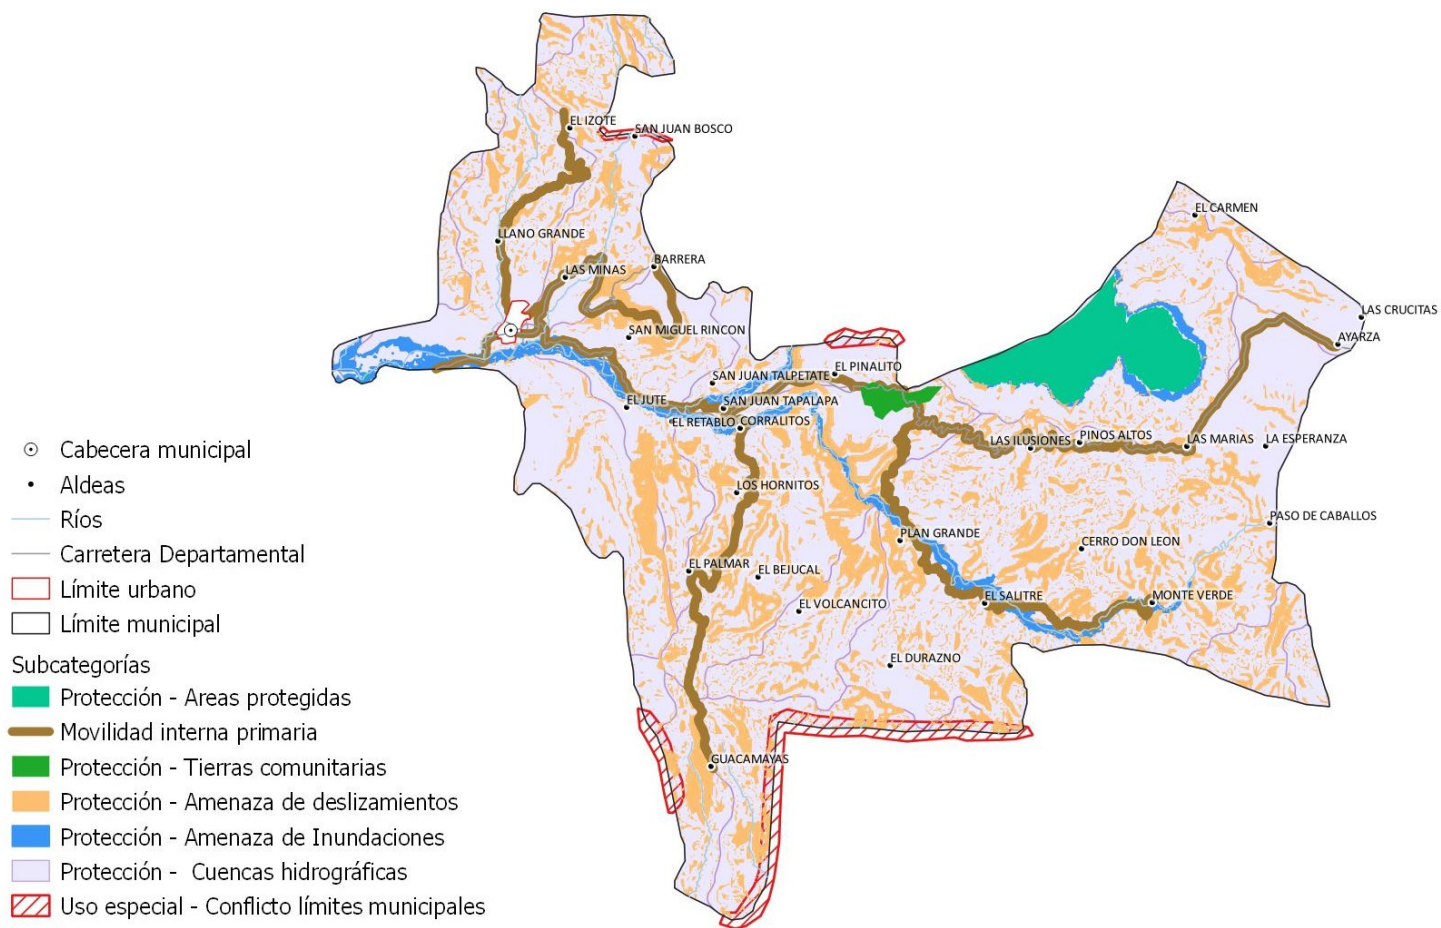 EL IZOTE
SAN JUAN BOSCO
EL CARMEN
LLANO GRANDE
BARRERA
LAS MINAS
LAS CRUCITAS
SAN MIGUEL RINCON
AYARZA
EL PINALITO
SAN JUAN TALPETATE
EL JUTE
SAN JUAN TAPALAPA
EL RETABLO
CORRALITOS
LAS ILUSIONES
PINOS ALTOS
LAS MARIAS
LA ESPERANZA
LOS HORNITOS
PASO DE CABALLOS
PLAN GRANDE
CERRO DON LEON
EL PALMAR
EL BEJUCAL
EL VOLCANCITO
EL SALITRE
MONTE VERDE
EL DURAZNO
GUACAMAYAS
Cabecera municipal
Aldeas
Ríos
Carretera Departamental
Límite urbano
Límite municipal
Subcategorías
Protección - Areas protegidas
Movilidad interna primaria
Protección - Tierras comunitarias
Protección - Amenaza de deslizamientos
Protección - Amenaza de Inundaciones
Protección - Cuencas hidrográficas
Uso especial - Conflicto límites municipales